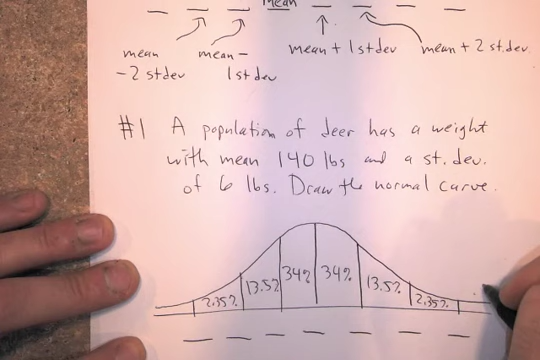 mean
mean mean – mean + 1 st dev mean + 2 st.dev.
– 2 st dev 1 st dev
#1 A population of deer has a weight
with mean 140 lbs and a st. dev.
of 6 lbs. Draw the normal curve.
2.35% 13.5% 34% 34% 13.5% 2.35%